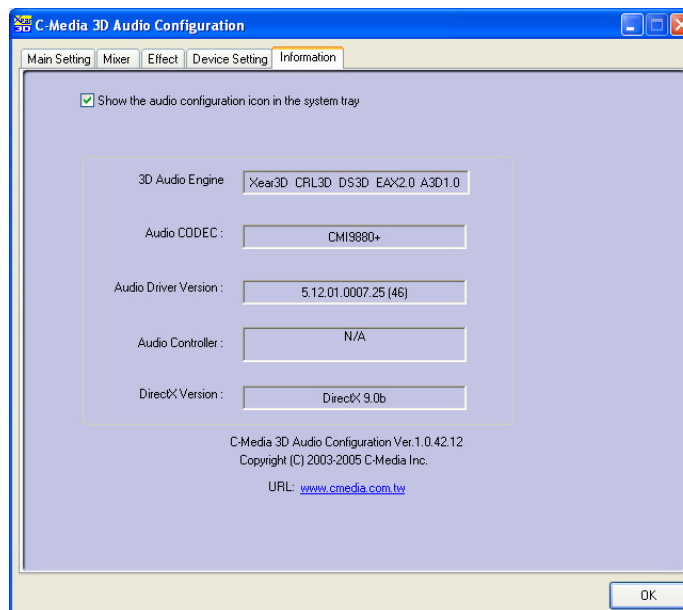 Xear 3D C-Media 3D Audio Configuration
Main Setting Mixer Effect Device Setting Information
Show the audio configuration icon in the system tray
3D Audio Engine Xear3D CRL3D DS3D EAX2.0 A3D1.0
Audio CODEC : CMI9880+
Audio Driver Version : 5.12.01.0007.25 (46)
Audio Controller : N/A
DirectX Version : DirectX 9.0b
C-Media 3D Audio Configuration Ver.1.0.42.12
Copyright (C) 2003-2005 C-Media Inc.
URL: www.cmedia.com.tw
OK